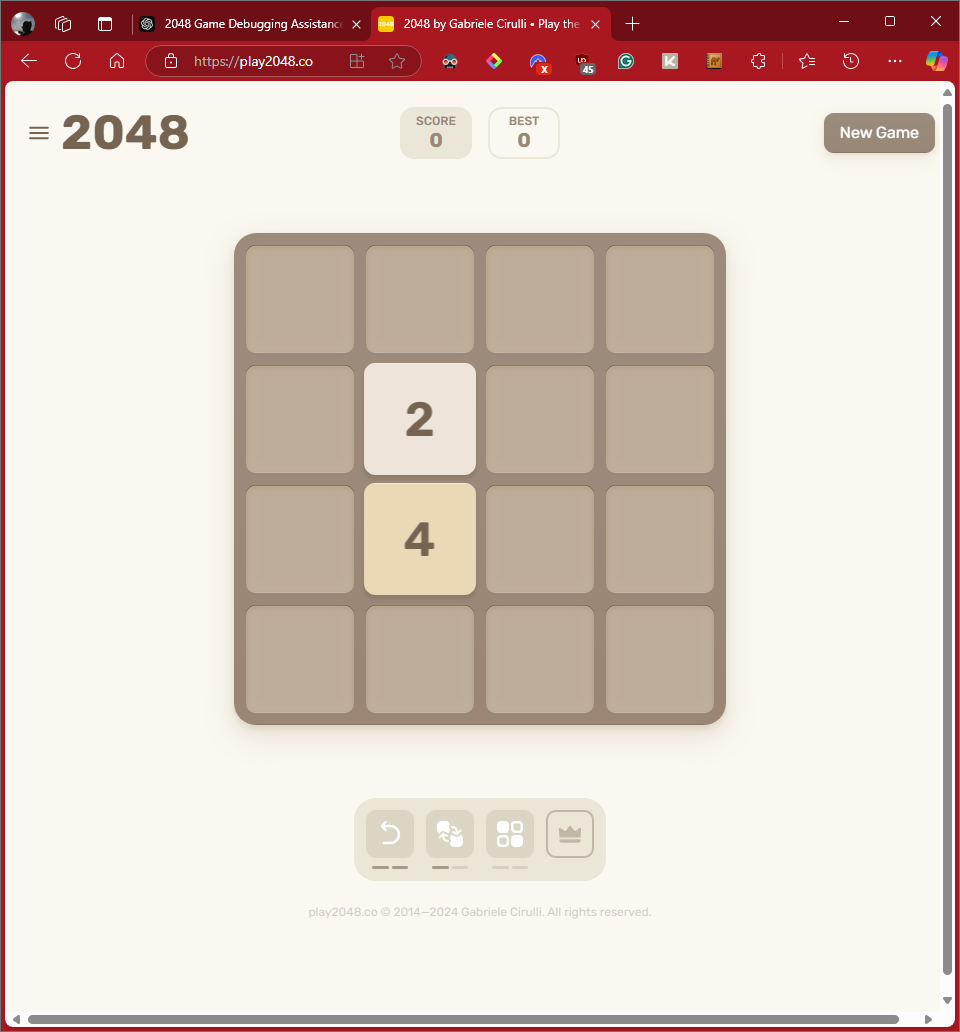 2048 Game Debugging Assistance
2048 by Gabriele Cirulli • Play the
https://play2048.co
X
45
2048
SCORE
0
BEST
0
New Game
2
4
play2048.co © 2014—2024 Gabriele Cirulli. All rights reserved.